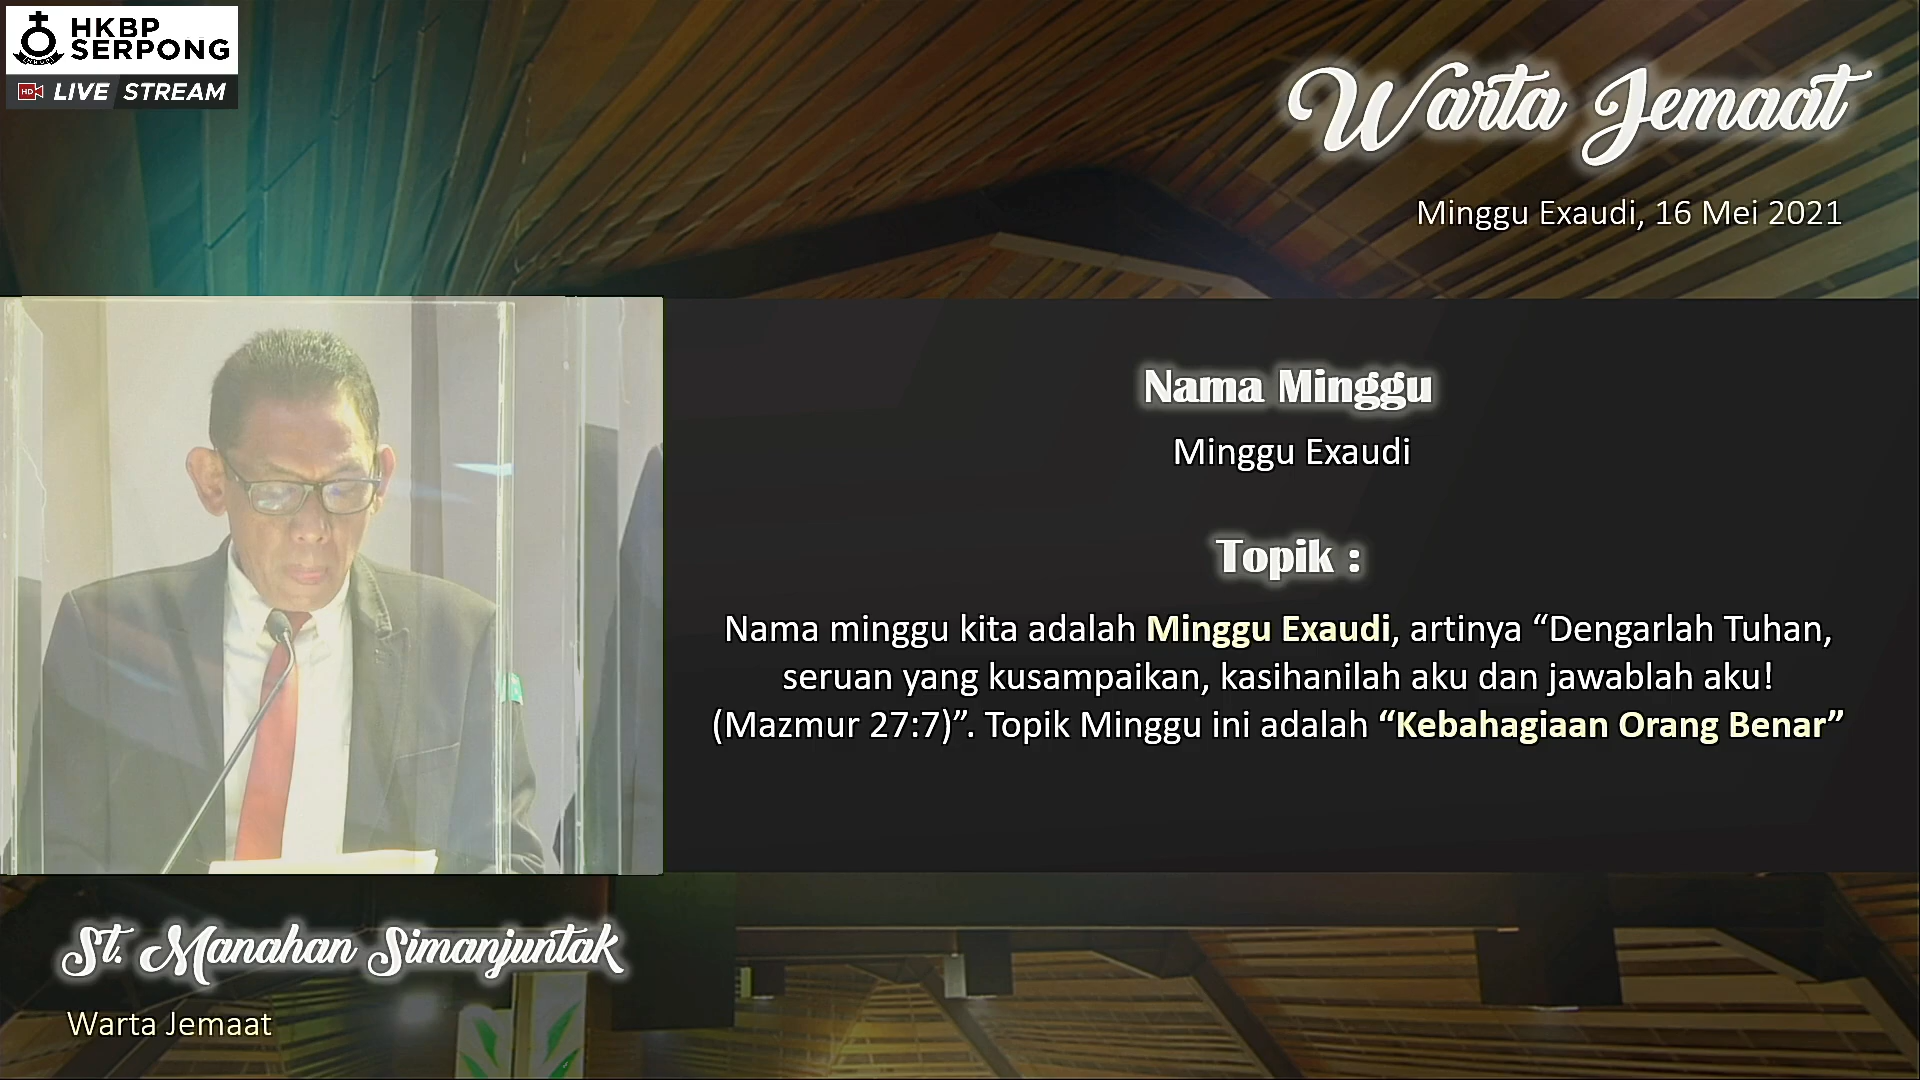 HKBP
SERPONG
HD
LIVE STREAM
Warta Jemaat
Minggu Exaudi, 16 Mei 2021
Nama Minggu
Minggu Exaudi
Topik :
Nama minggu kita adalah Minggu Exaudi, artinya “Dengarlah Tuhan,
seruan yang kusampaikan, kasihanilah aku dan jawablah aku!
(Mazmur 27:7)”. Topik Minggu ini adalah “Kebahagiaan Orang Benar”
St. Manahan Simanjuntak
Warta Jemaat